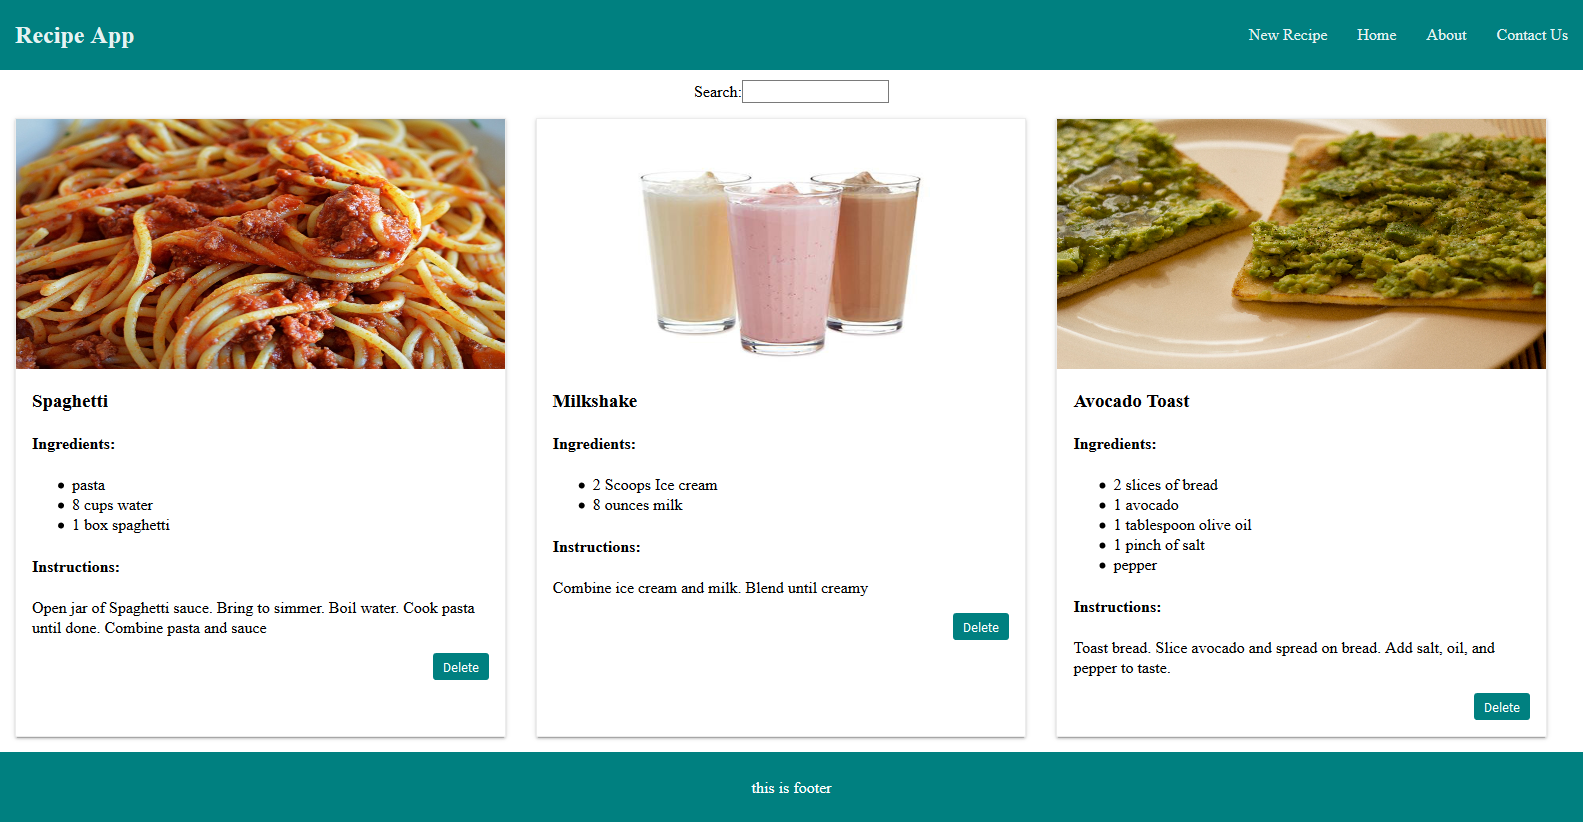 Recipe App
New Recipe Home About Contact Us
Search:
Spaghetti
Ingredients:
pasta
8 cups water
1 box spaghetti
Instructions:
Open jar of Spaghetti sauce. Bring to simmer. Boil water. Cook pasta
until done. Combine pasta and sauce
Delete
Milkshake
Ingredients:
2 Scoops Ice cream
8 ounces milk
Instructions:
Combine ice cream and milk. Blend until creamy
Delete
Avocado Toast
Ingredients:
2 slices of bread
1 avocado
1 tablespoon olive oil
1 pinch of salt
pepper
Instructions:
Toast bread. Slice avocado and spread on bread. Add salt, oil, and
pepper to taste.
Delete
this is footer